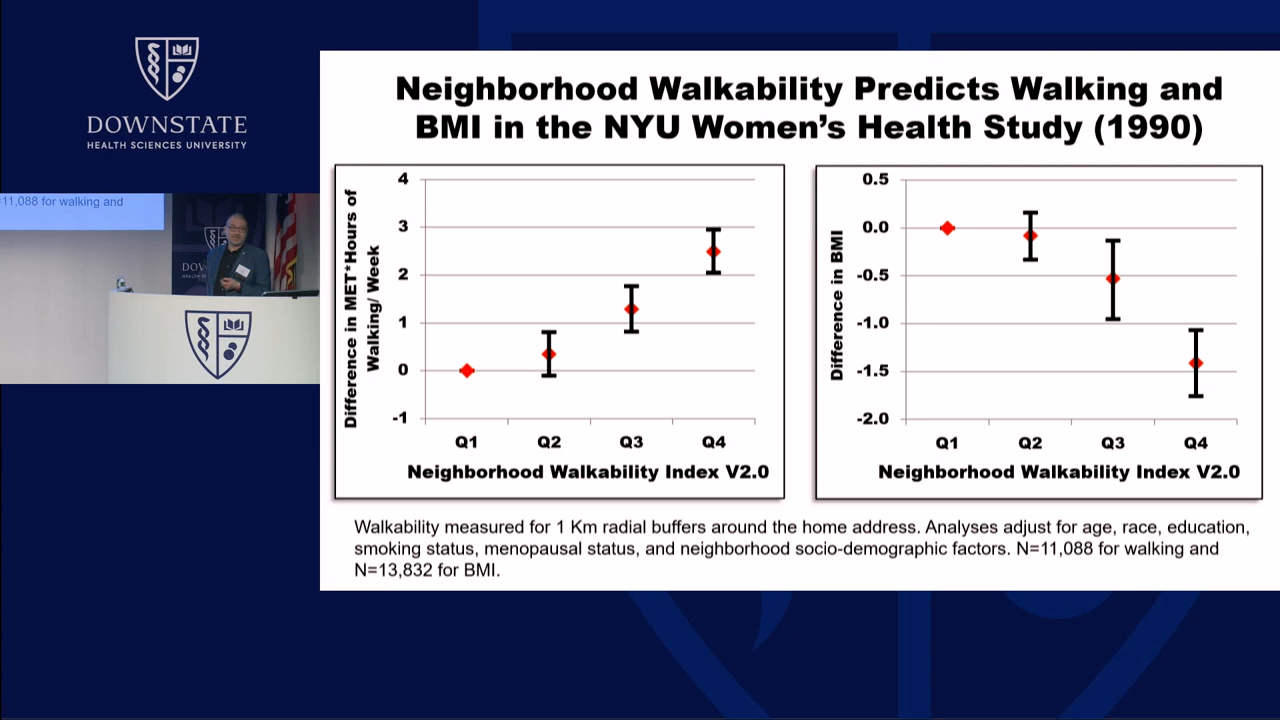 DOWNSTATE
HEALTH SCIENCES UNIVERSITY
=11,088 for walking and
DOW
Neighborhood Walkability Predicts Walking and
BMI in the NYU Women’s Health Study (1990)
Difference in MET*Hours of
Walking/ Week
4
3
2
1
0
-1
Q1 Q2 Q3 Q4
Neighborhood Walkability Index V2.0
Difference in BMI
0.5
0.0
-0.5
-1.0
-1.5
-2.0
Q1 Q2 Q3 Q4
Neighborhood Walkability Index V2.0
Walkability measured for 1 Km radial buffers around the home address. Analyses adjust for age, race, education,
smoking status, menopausal status, and neighborhood socio-demographic factors. N=11,088 for walking and
N=13,832 for BMI.